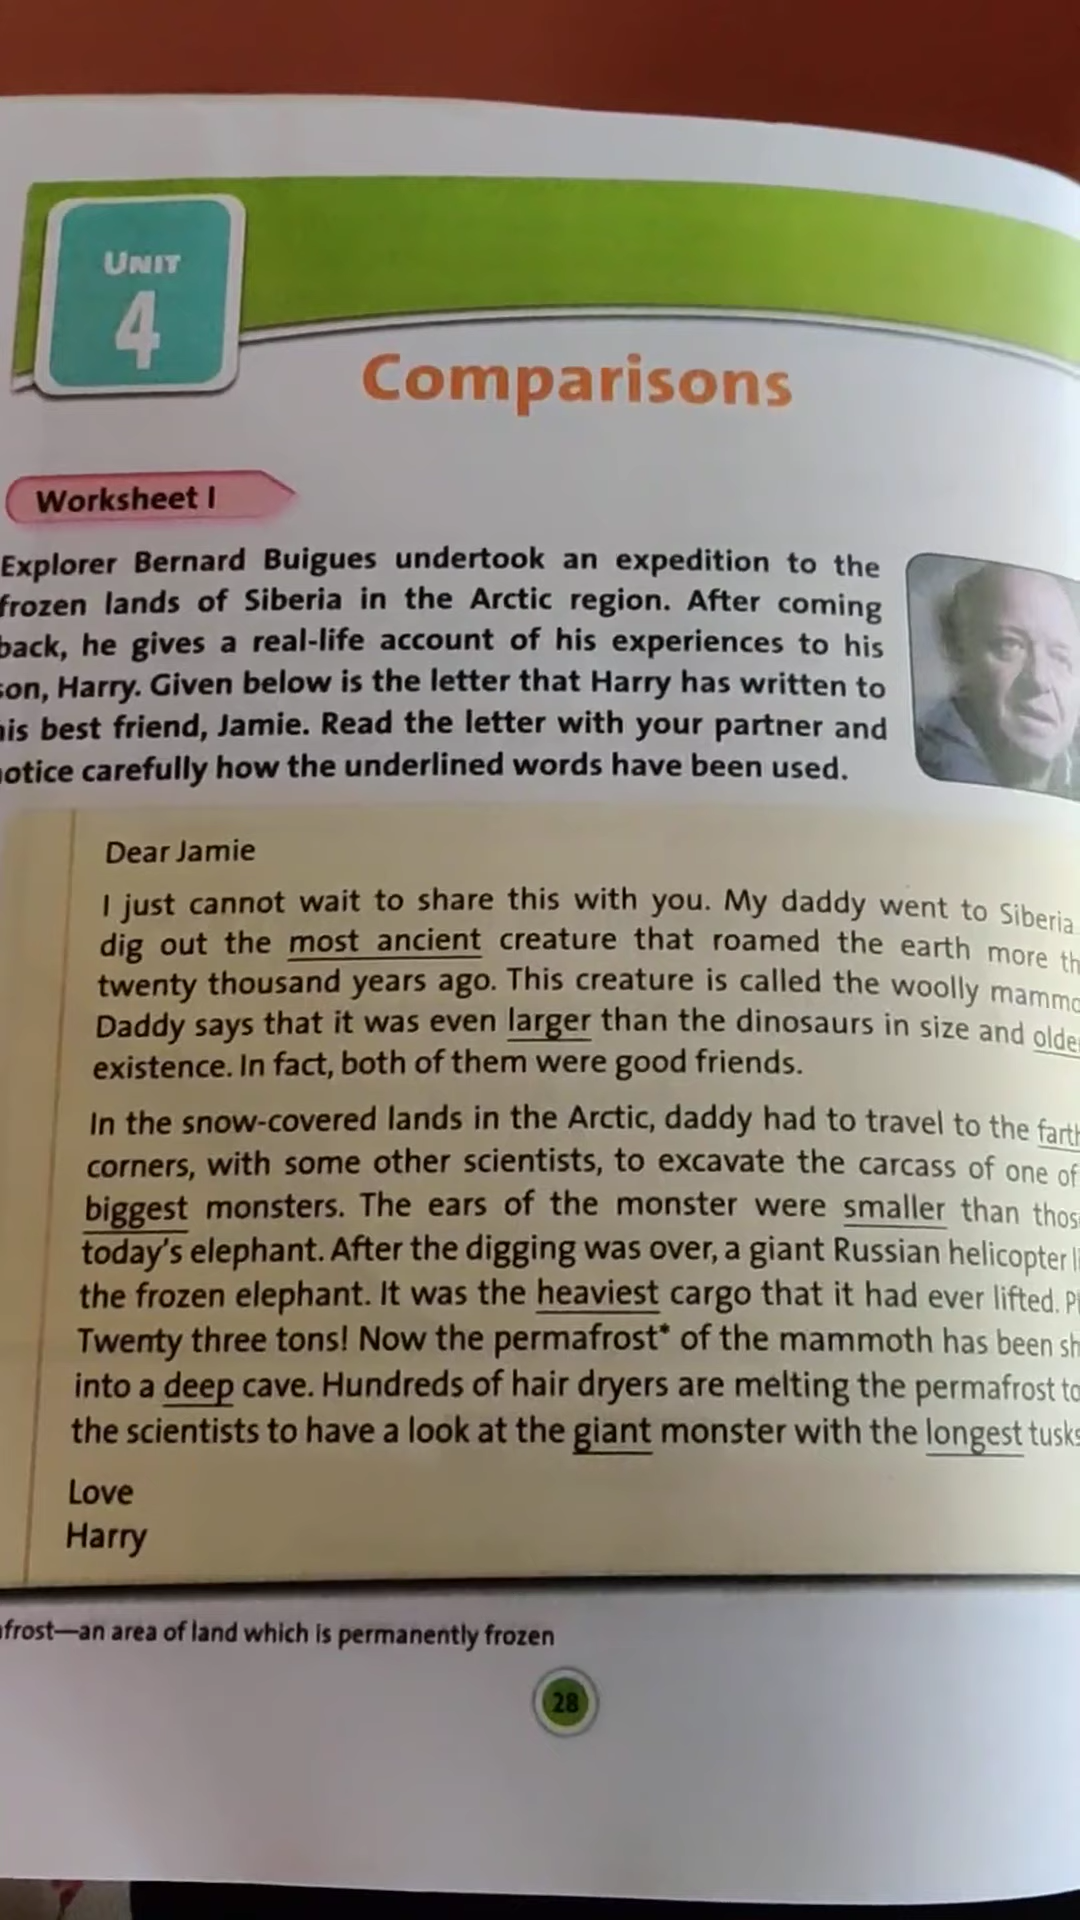 UNIT
4
Comparisons
Worksheet I
Explorer Bernard Buigues undertook an expedition to the
frozen lands of Siberia in the Arctic region. After coming
back, he gives a real-life account of his experiences to his
son, Harry. Given below is the letter that Harry has written to
his best friend, Jamie. Read the letter with your partner and
notice carefully how the underlined words have been used.
Dear Jamie
I just cannot wait to share this with you. My daddy went to Siberia
dig out the most ancient creature that roamed the earth more
twenty thousand years ago. This creature is called the woolly
Daddy says that it was even larger than the dinosaurs in size and
existence. In fact, both of them were good friends.
In the snow-covered lands in the Arctic, daddy had to travel to the
corners, with some other scientists, to excavate the carcass of one of
biggest monsters. The ears of the monster were smaller than
today's elephant. After the digging was over, a giant Russian helicopter
the frozen elephant. It was the heaviest cargo that it had ever lifted.
Twenty three tons! Now the permafrost* of the mammoth has been
into a deep cave. Hundreds of hair dryers are melting the permafrost
the scientists to have a look at the giant monster with the longest tusks
Love
Harry
—an area of land which is permanently frozen
28